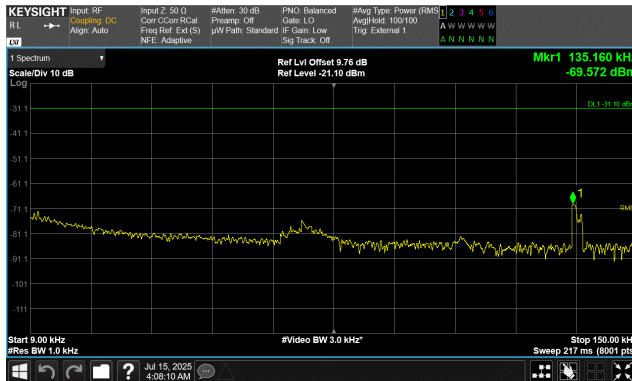 KEYSIGHT Input: RF Input Z: 50 Ω #Atten: 30 dB PNO: Balanced #Avg Type: Power (RMS 1 2 3 4 5 6
RL Coupling: DC Corr CCorr RCal Preamp: Off Gate: LO Avg|Hold: 100/100 A W W W W W
Align: Auto Freq Ref: Ext (S) µW Path: Standard IF Gain: Low Trig: External 1
LXI NFE: Adaptive Sig Track: Off A N N N N N
1 Spectrum Ref Lvl Offset 9.76 dB Mkr1 135.160 kHz
Scale/Div 10 dB Ref Level -21.10 dBm -69.572 dBm
Log
DL1 -31.10 dBm
-31.1
-41.1
-51.1
-61.1
1
-71.1 RMS
-81.1
-91.1
-101
-111
Start 9.00 kHz #Video BW 3.0 kHz* Stop 150.00 kHz
#Res BW 1.0 kHz Sweep 217 ms (8001 pts)
? Jul 15, 2025
4:08:10 AM